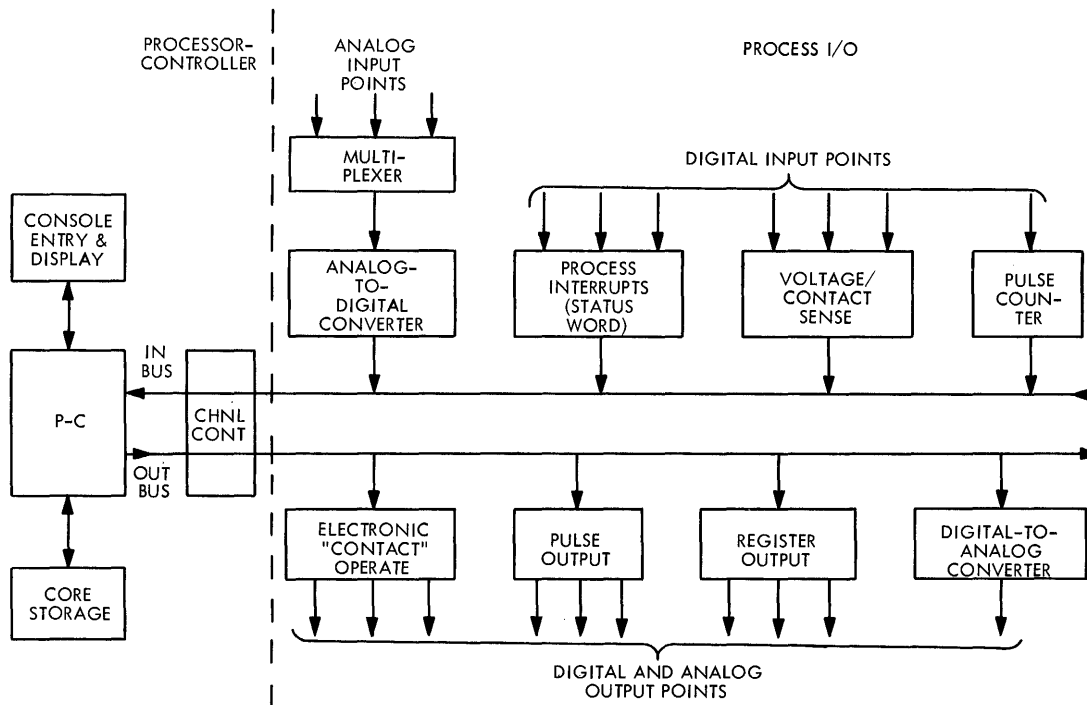 PROCESSOR-
CONTROLLER
ANALOG
INPUT
POINTS
PROCESS I/O
MULTI-
PLEXER
DIGITAL INPUT POINTS
CONSOLE
ENTRY &
DISPLAY
ANALOG-
TO-
DIGITAL
CONVERTER
PROCESS
INTERRUPTS
(STATUS
WORD)
VOLTAGE/
CONTACT
SENSE
PULSE
COUN-
TER
IN
BUS
P-C
CHNL
CONT
OUT
BUS
ELECTRONIC
"CONTACT"
OPERATE
PULSE
OUTPUT
REGISTER
OUTPUT
DIGITAL-TO-
ANALOG
CONVERTER
CORE
STORAGE
DIGITAL AND ANALOG
OUTPUT POINTS